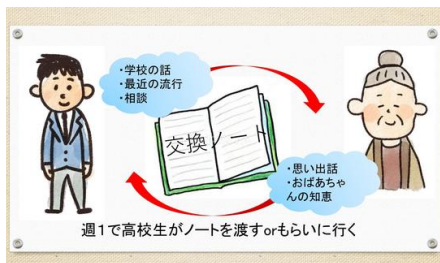 ・学校の話
・最近の流行
・相談
交換ノート
・思い出話
・おばあちゃ
んの知恵
週1で高校生がノートを渡すorもらいに行く